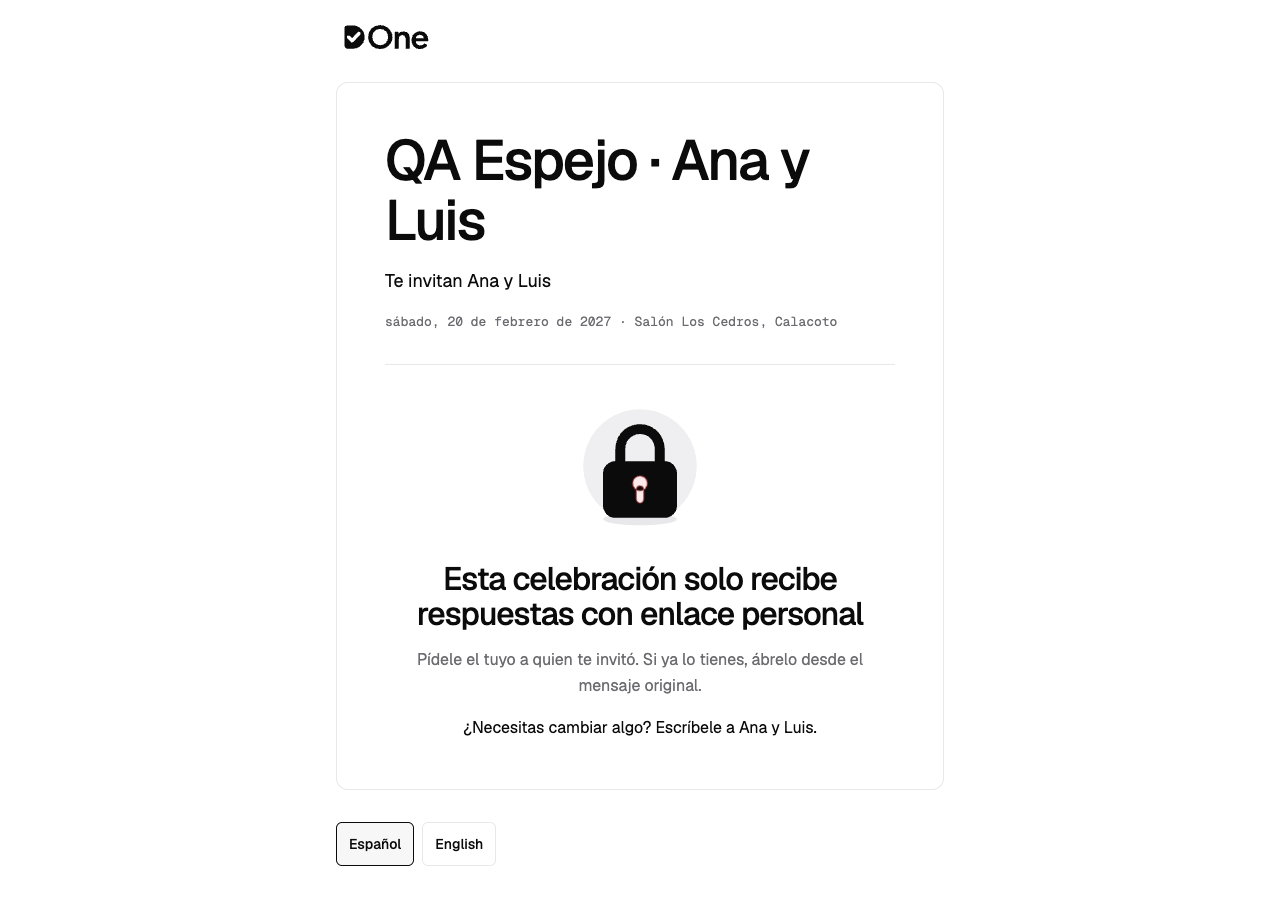 One
QA Espejo · Ana y
Luis
Te invitan Ana y Luis
sábado, 20 de febrero de 2027 · Salón Los Cedros, Calacoto
Esta celebración solo recibe
respuestas con enlace personal
Pídele el tuyo a quien te invitó. Si ya lo tienes, ábrelo desde el
mensaje original.
¿Necesitas cambiar algo? Escríbele a Ana y Luis.
Español
English